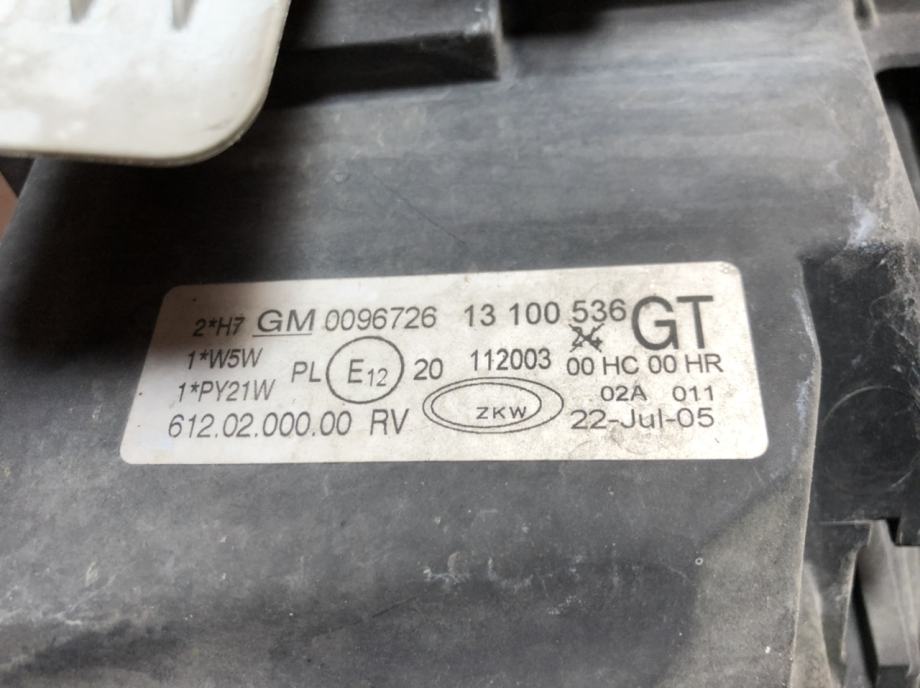 2*H7 GM 0096726 13 100 536 GT
1*W5W PL E12 20 112003 00 HC 00 HR
1*PY21W 02A 011
612.02.000.00 RV ZKW 22-Jul-05